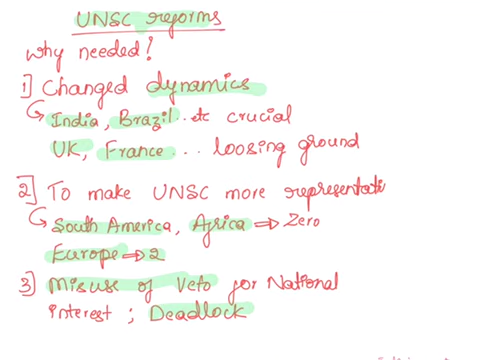 UNSC reforms
Why needed?
1] Changed dynamics
↳ India, Brazil.. etc crucial
UK, France ... loosing ground
2] To make UNSC more representati
↳ South America, Africa ⇒ Zero
Europe ⇒ 2
3] Misuse of Veto for National
interest ; Deadlock